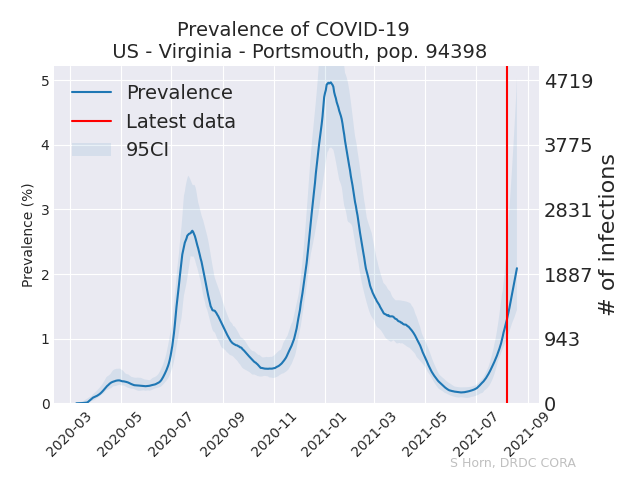 Prevalence of COVID-19
US - Virginia - Portsmouth, pop. 94398
Prevalence
Latest data
95CI
Prevalence (%)
5
4
3
2
1
0
4719
3775
2831
1887
943
0
# of infections
2020-03
2020-05
2020-07
2020-09
2020-11
2021-01
2021-03
2021-05
2021-07
2021-09
S Horn, DRDC CORA